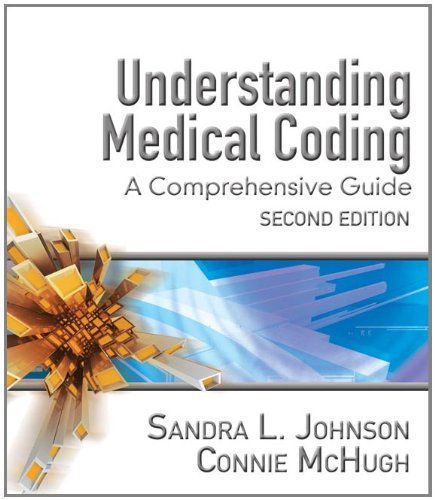 Understanding
Medical Coding
A Comprehensive Guide
SECOND EDITION
SANDRA L. JOHNSON
CONNIE MCHUGH